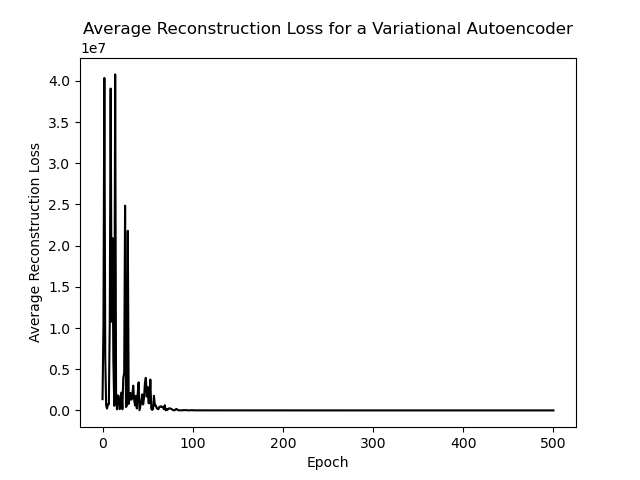 Average Reconstruction Loss for a Variational Autoencoder
1e7
4.0
3.5
3.0
2.5
2.0
1.5
1.0
0.5
0.0
Average Reconstruction Loss
0 100 200 300 400 500
Epoch